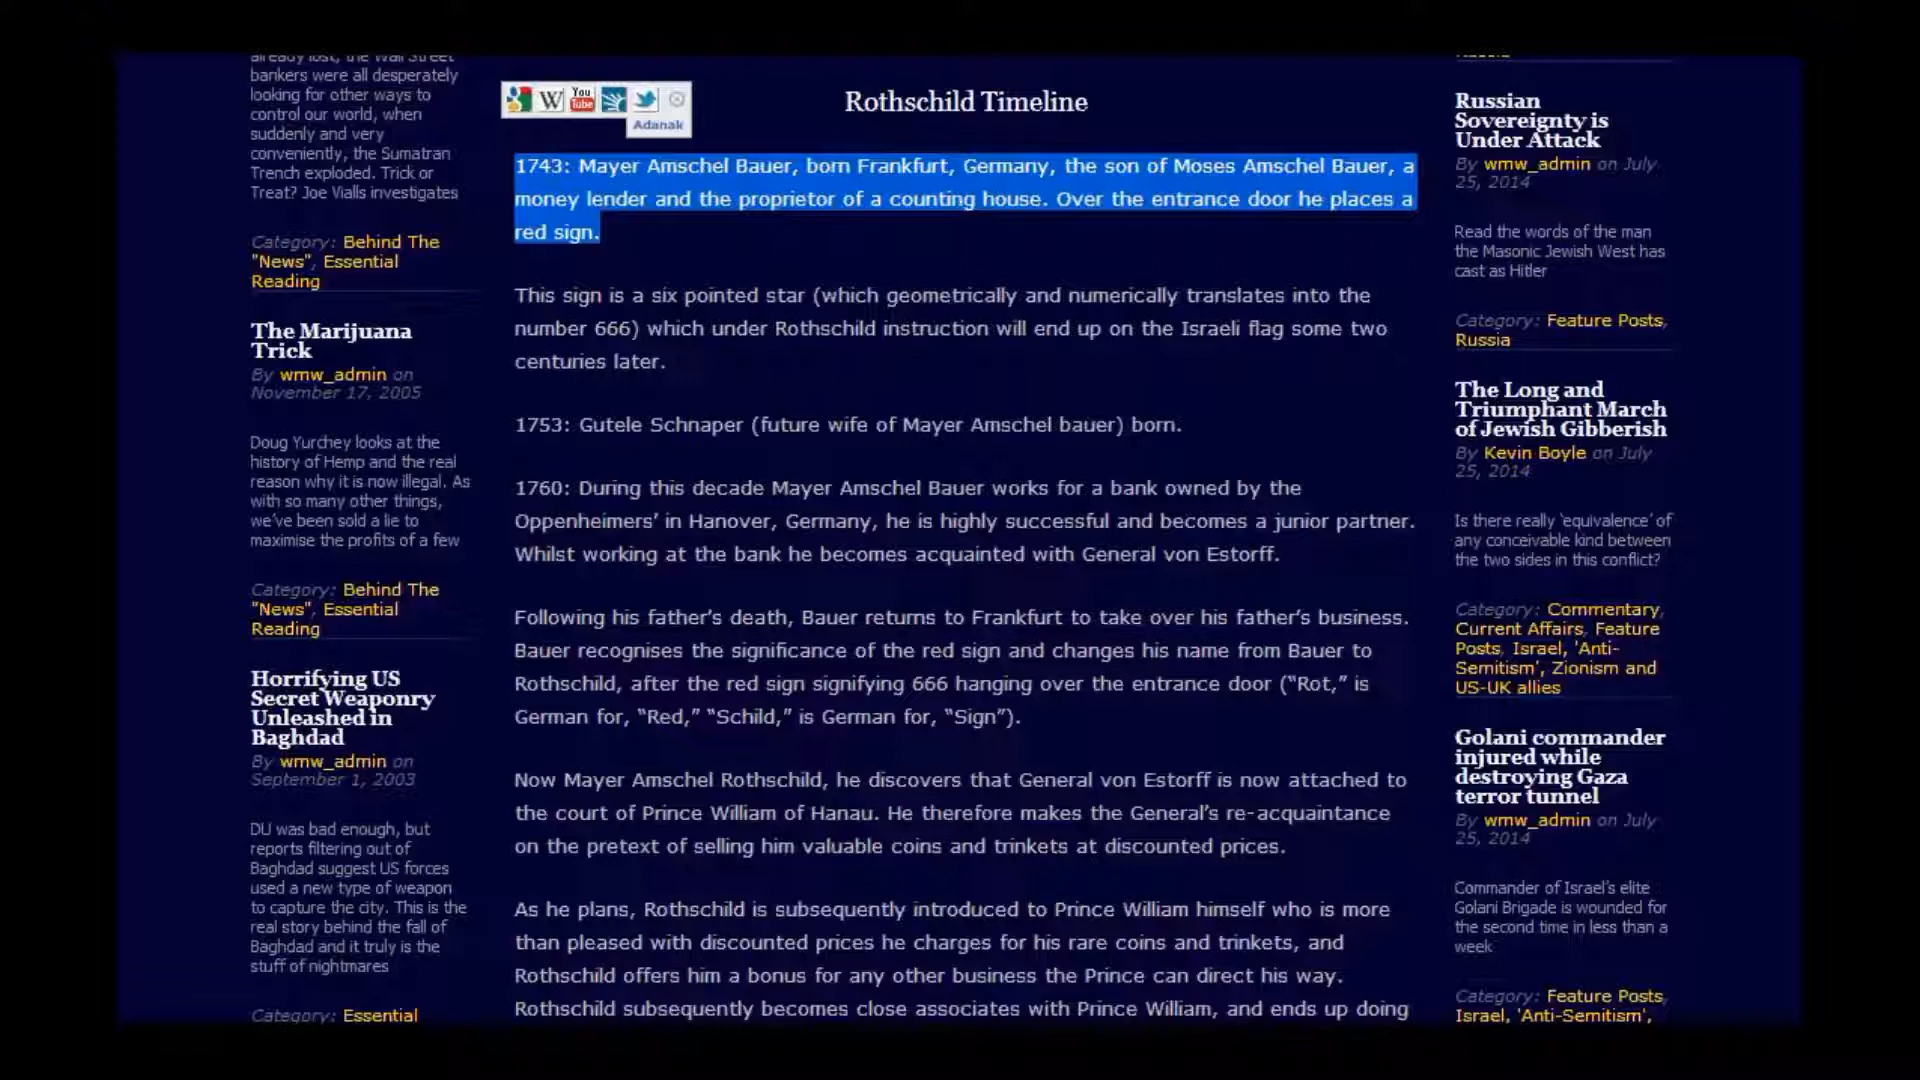 already lost, the Wall Street
bankers were all desperately
looking for other ways to
control our world, when
suddenly and very
conveniently, the Sumatran
Trench exploded. Trick or
Treat? Joe Vialls investigates
Category: Behind The
"News", Essential
Reading
The Marijuana
Trick
By wmw_admin on
November 17, 2005
Doug Yurchey looks at the
history of Hemp and the real
reason why it is now illegal. As
with so many other things,
we've been sold a lie to
maximise the profits of a few
Category: Behind The
"News", Essential
Reading
Horrifying US
Secret Weaponry
Unleashed in
Baghdad
By wmw_admin on
September 1, 2003
DU was bad enough, but
reports filtering out of
Baghdad suggest US forces
used a new type of weapon
to capture the city. This is the
real story behind the fall of
Baghdad and it truly is the
stuff of nightmares
Category: Essential
W
You
Tube
Adanak
Rothschild Timeline
1743: Mayer Amschel Bauer, born Frankfurt, Germany, the son of Moses Amschel Bauer, a
money lender and the proprietor of a counting house. Over the entrance door he places a
red sign.
This sign is a six pointed star (which geometrically and numerically translates into the
number 666) which under Rothschild instruction will end up on the Israeli flag some two
centuries later.
1753: Gutele Schnaper (future wife of Mayer Amschel bauer) born.
1760: During this decade Mayer Amschel Bauer works for a bank owned by the
Oppenheimers' in Hanover, Germany, he is highly successful and becomes a junior partner.
Whilst working at the bank he becomes acquainted with General von Estorff.
Following his father's death, Bauer returns to Frankfurt to take over his father's business.
Bauer recognises the significance of the red sign and changes his name from Bauer to
Rothschild, after the red sign signifying 666 hanging over the entrance door ("Rot," is
German for, "Red," "Schild," is German for, "Sign").
Now Mayer Amschel Rothschild, he discovers that General von Estorff is now attached to
the court of Prince William of Hanau. He therefore makes the General's re-acquaintance
on the pretext of selling him valuable coins and trinkets at discounted prices.
As he plans, Rothschild is subsequently introduced to Prince William himself who is more
than pleased with discounted prices he charges for his rare coins and trinkets, and
Rothschild offers him a bonus for any other business the Prince can direct his way.
Rothschild subsequently becomes close associates with Prince William, and ends up doing
Russia
Russian
Sovereignty is
Under Attack
By wmw_admin on July
25, 2014
Read the words of the man
the Masonic Jewish West has
cast as Hitler
Category: Feature Posts,
Russia
The Long and
Triumphant March
of Jewish Gibberish
By Kevin Boyle on July
25, 2014
Is there really 'equivalence' of
any conceivable kind between
the two sides in this conflict?
Category: Commentary,
Current Affairs, Feature
Posts, Israel, 'Anti-
Semitism', Zionism and
US-UK allies
Golani commander
injured while
destroying Gaza
terror tunnel
By wmw_admin on July
25, 2014
Commander of Israel's elite
Golani Brigade is wounded for
the second time in less than a
week
Category: Feature Posts,
Israel, 'Anti-Semitism',